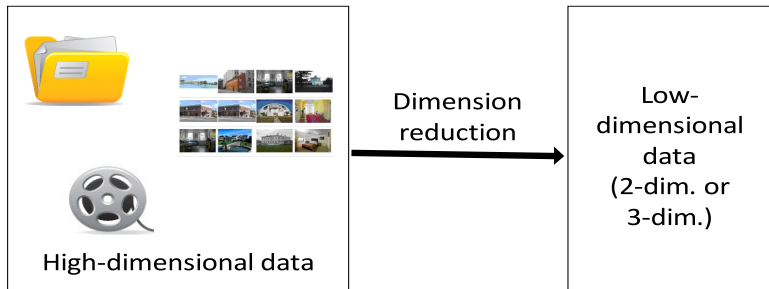 High-dimensional data
Dimension
reduction
Low-
dimensional
data
(2-dim. or
3-dim.)